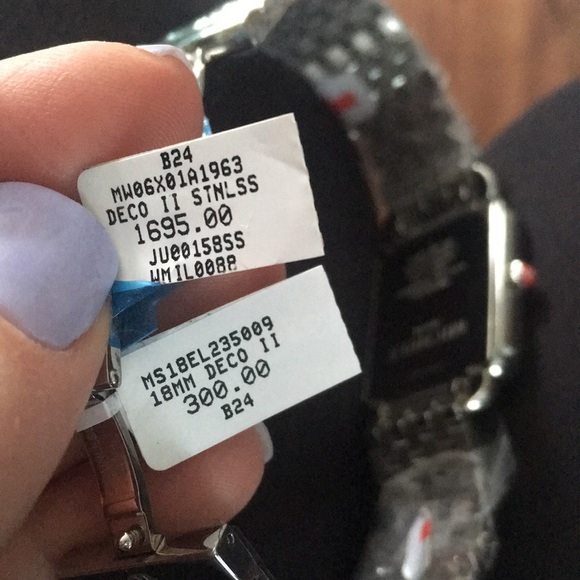 B24
MW06X01A1963
DECO II STNLSS
1695.00
JU00158SS
WMIL0088
MS18EL235009
18MM DECO II
300.00
B24